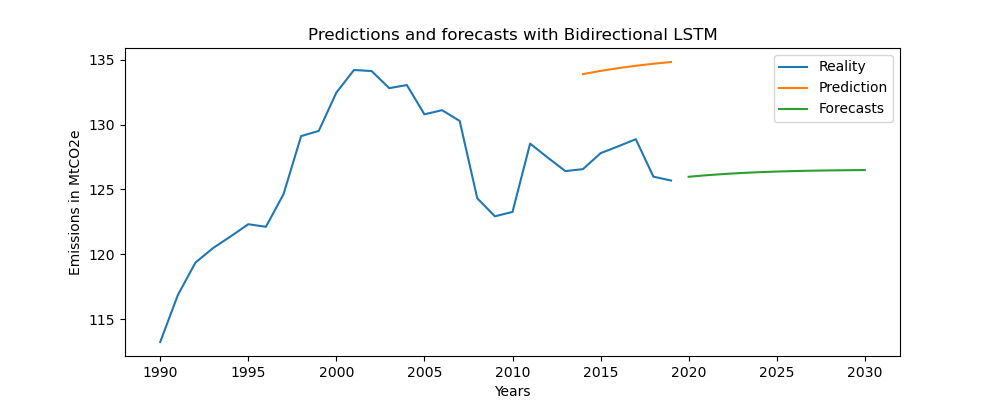 Predictions and forecasts with Bidirectional LSTM
Emissions in MtCO2e
135
130
125
120
115
Reality
Prediction
Forecasts
1990 1995 2000 2005 2010 2015 2020 2025 2030
Years